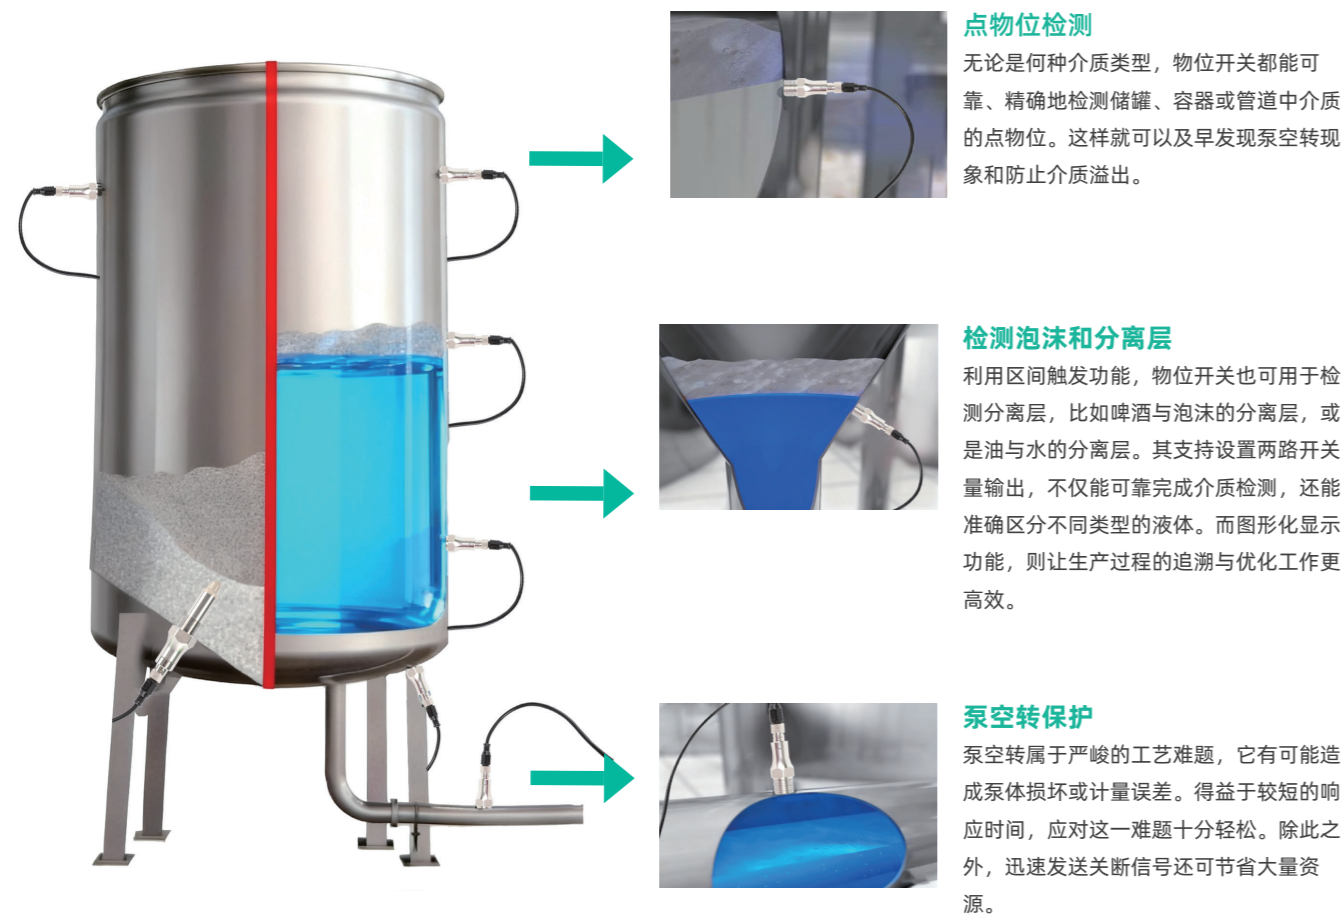 点物位检测
无论是何种介质类型，物位开关都能可
靠、精确地检测储罐、容器或管道中介质
的点物位。这样就可以及早发现泵空转现
象和防止介质溢出。
检测泡沫和分离层
利用区间触发功能，物位开关也可用于检
测分离层，比如啤酒与泡沫的分离层，或
是油与水的分离层。其支持设置两路开关
量输出，不仅能可靠完成介质检测，还能
准确区分不同类型的液体。而图形化显示
功能，则让生产过程的追溯与优化工作更
高效。
泵空转保护
泵空转属于严峻的工艺难题，它有可能造
成泵体损坏或计量误差。得益于较短的响
应时间，应对这一难题十分轻松。除此之
外，迅速发送关断信号还可节省大量资
源。